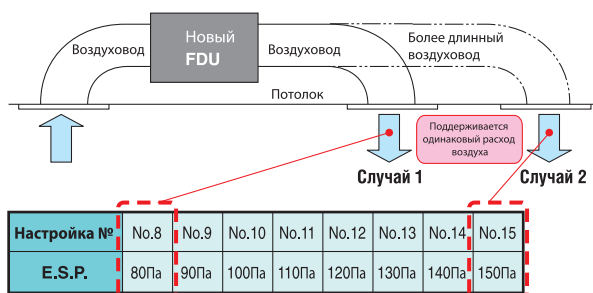 Новый
FDU
Воздуховод
Воздуховод
Более длинный
воздуховод
Потолок
Поддерживается
одинаковый расход
воздуха
Случай 1
Случай 2
Настройка № No.8 No.9 No.10 No.11 No.12 No.13 No.14 No.15
E.S.P. 80Па 90Па 100Па 110Па 120Па 130Па 140Па 150Па